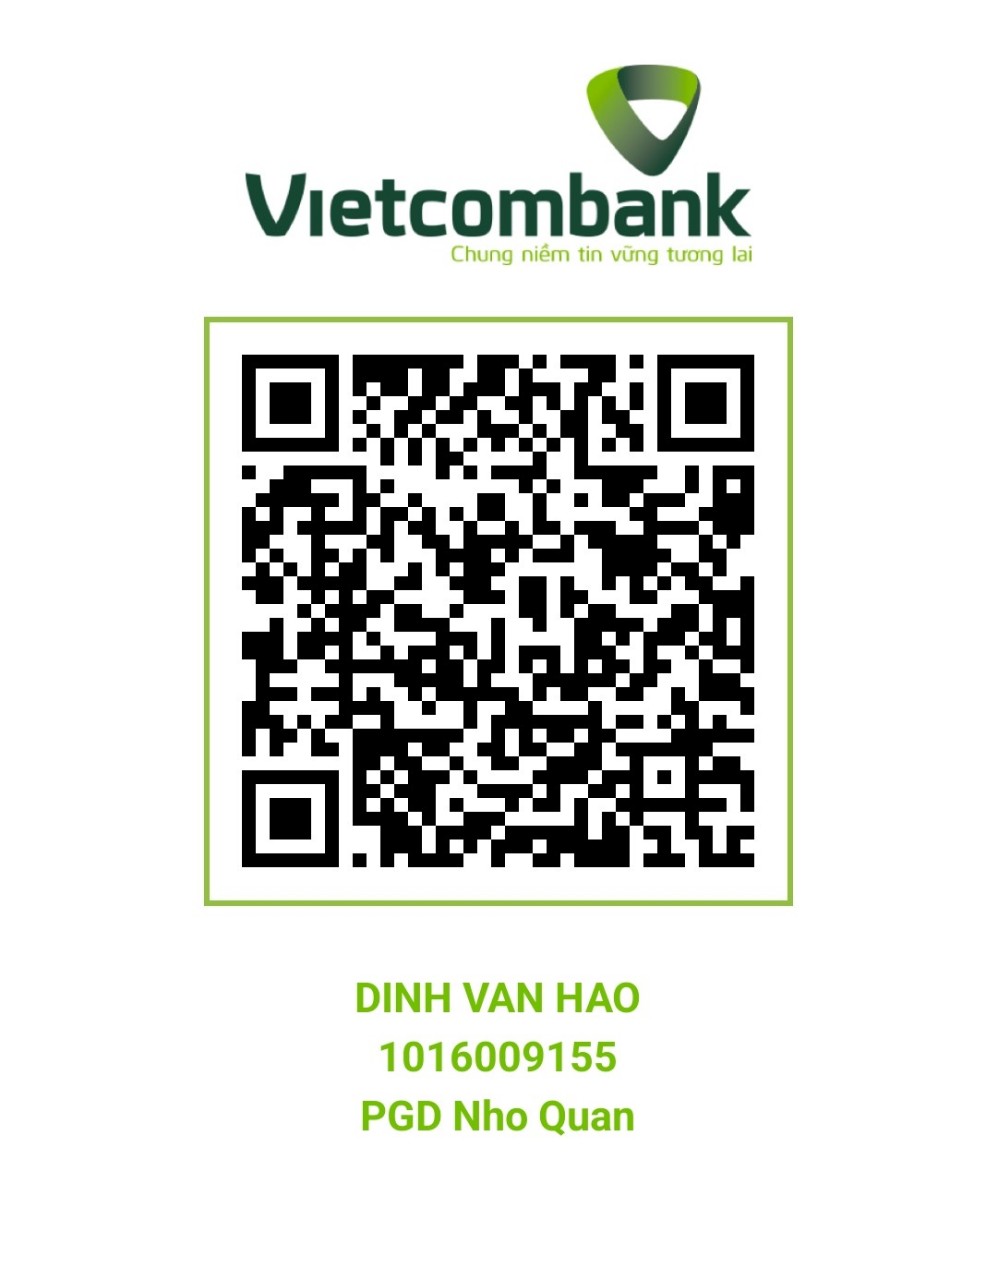 Vietcombank
Chung niềm tin vững tương lai
DINH VAN HAO
1016009155
PGD Nho Quan